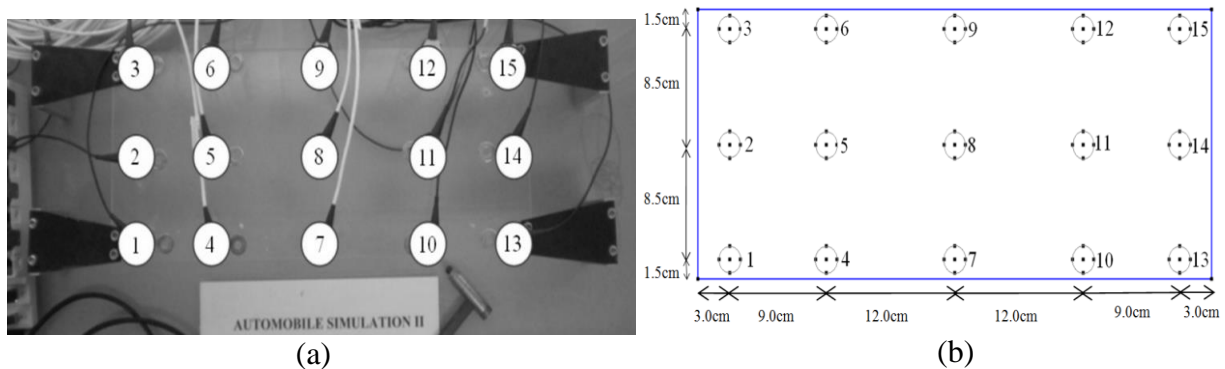 3 6 9 12 15
2 5 8 11 14
1 4 7 10 13
AUTOMOBILE SIMULATION II
(a)
1.5cm
3 6 9 12 15
8.5cm
2 5 8 11 14
8.5cm
1 4 7 10 13
1.5cm
3.0cm 9.0cm 12.0cm 12.0cm 9.0cm 3.0cm
(b)